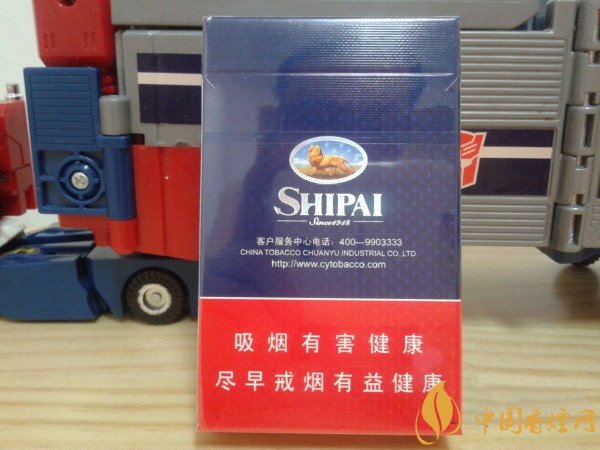 SHIPAI
Since1918
客户服务中心电话：400—9903333
CHINA TOBACCO CHUANYU INDUSTRIAL CO.,LTD.
http://www.cytobacco.com
吸烟有害健康
尽早戒烟有益健康
中国香烟网